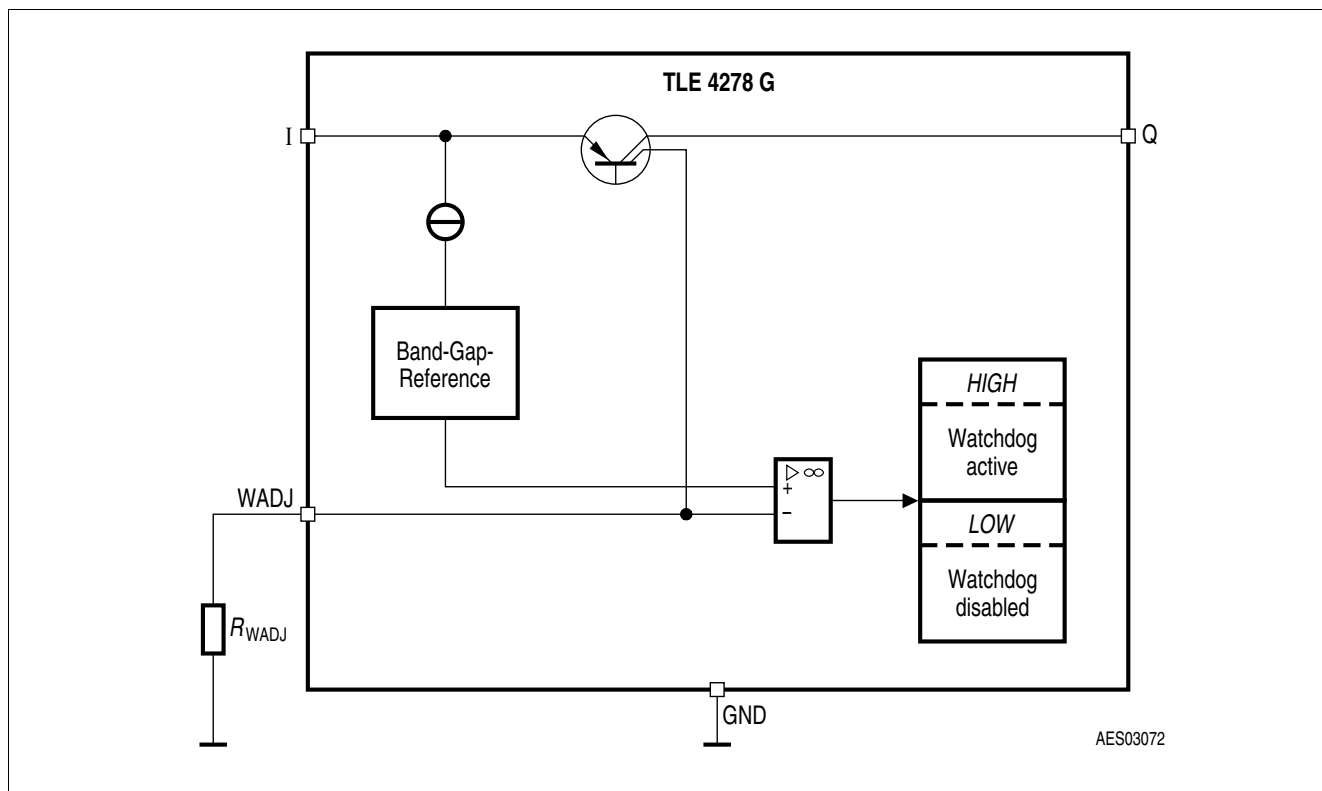 TLE 4278 G
I
Q
Band-Gap-
Reference
HIGH
Watchdog
active
∞
+
WADJ
−
LOW
Watchdog
disabled
RWADJ
GND
AES03072